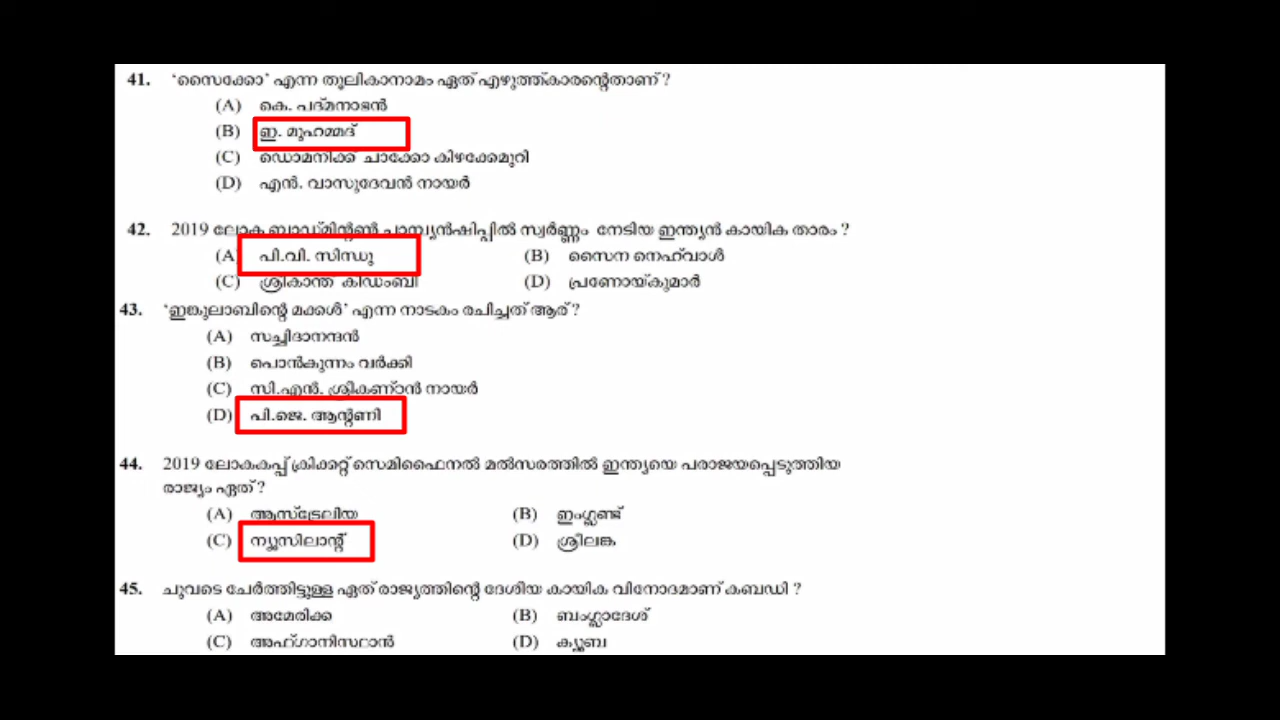 41. ‘സൈക്കോ’ എന്ന തൂലികാനാമം ഏത് എഴുത്ത്കാരന്റെതാണ് ?
(A) കെ. പദ്മനാഭൻ
(B) ഇ. മുഹമ്മദ്
(C) ഡൊമനിക്ക് ചാക്കോ കിഴക്കേമുറി
(D) എൻ. വാസുദേവൻ നായർ
42. 2019 ലോക ബാഡ്മിന്റൺ ചാമ്പ്യൻഷിപ്പിൽ സ്വർണ്ണം നേടിയ ഇന്ത്യൻ കായിക താരം ?
(A) പി.വി. സിന്ധു (B) സൈന നെഹ്‌വാൾ
(C) ശ്രീകാന്ത കിഡംബി (D) പ്രണോയ്കുമാർ
43. ‘ഇങ്കുലാബിന്റെ മക്കൾ’ എന്ന നാടകം രചിച്ചത് ആര് ?
(A) സച്ചിദാനന്ദൻ
(B) പൊൻകുന്നം വർക്കി
(C) സി.എൻ. ശ്രീകണ്ഠൻ നായർ
(D) പി.ജെ. ആന്റണി
44. 2019 ലോകകപ്പ് ക്രിക്കറ്റ് സെമിഫൈനൽ മൽസരത്തിൽ ഇന്ത്യയെ പരാജയപ്പെടുത്തിയ
രാജ്യം ഏത് ?
(A) ആസ്ട്രേലിയ (B) ഇംഗ്ലണ്ട്
(C) ന്യൂസിലാന്റ് (D) ശ്രീലങ്ക
45. ചുവടെ ചേർത്തിട്ടുള്ള ഏത് രാജ്യത്തിന്റെ ദേശീയ കായിക വിനോദമാണ് കബഡി ?
(A) അമേരിക്ക (B) ബംഗ്ലാദേശ്
(C) അഫ്ഗാനിസ്ഥാൻ (D) ക്യൂബ